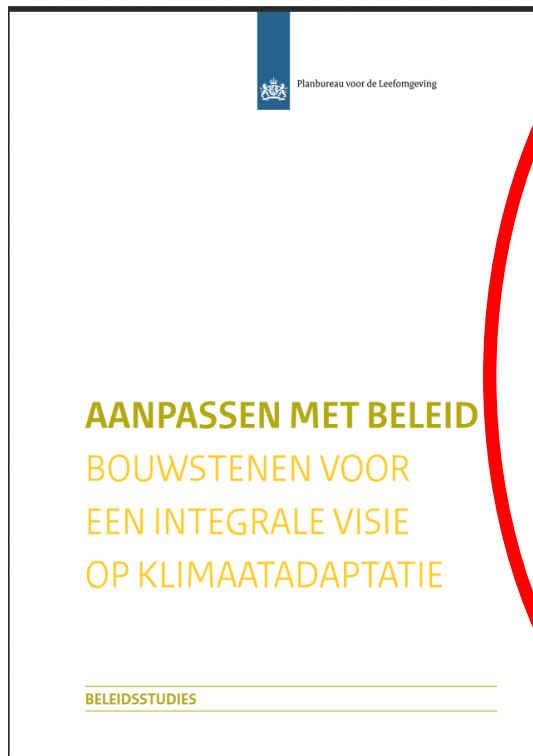 Planbureau voor de Leefomgeving
AANPASSEN MET BELEID
BOUWSTENEN VOOR
EEN INTEGRALE VISIE
OP KLIMAATADAPTATIE
BELEIDSSTUDIES